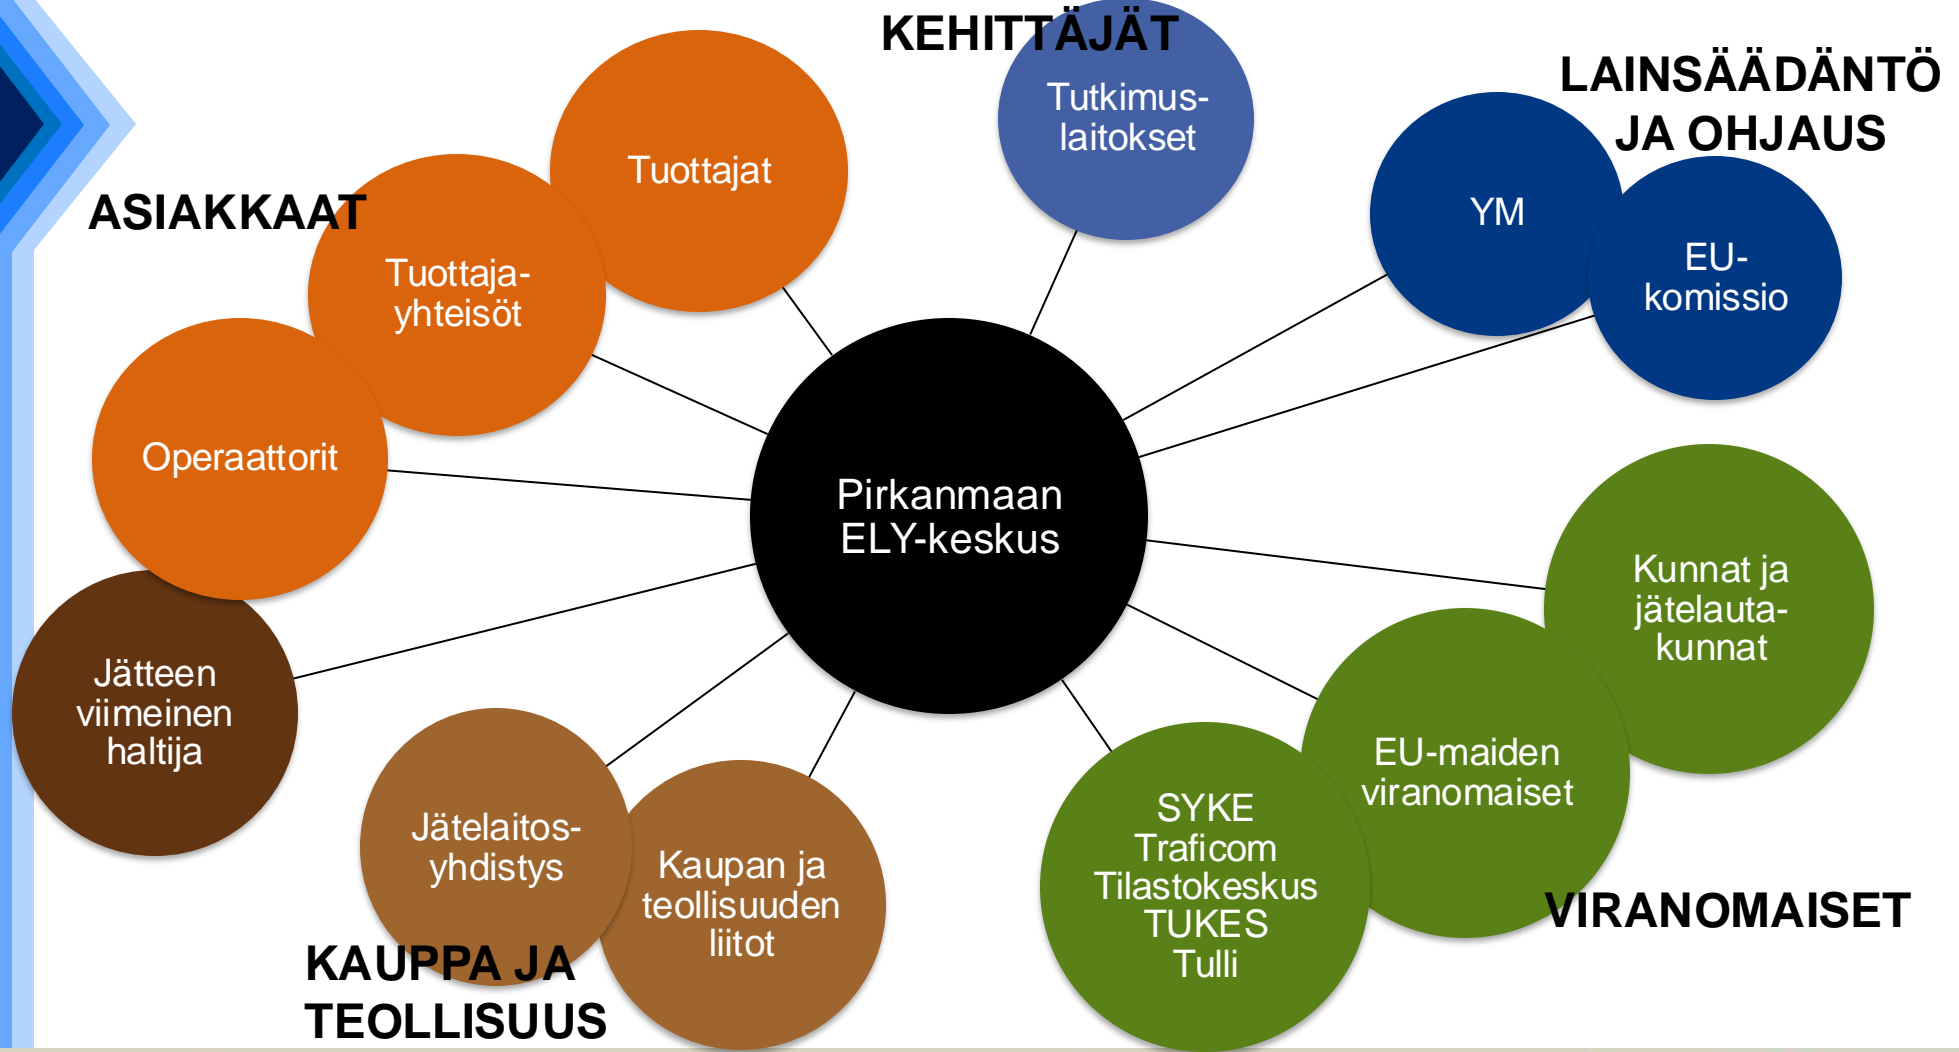 KEHITTÄJÄT
Tutkimus-
laitokset
LAINSÄÄDÄNTÖ
JA OHJAUS
YM
EU-
komissio
ASIAKKAAT
Tuottajat
Tuottaja-
yhteisöt
Operaattorit
Pirkanmaan
ELY-keskus
Jätteen
viimeinen
haltija
Jätelaitos-
yhdistys
Kaupan ja
teollisuuden
liitot
KAUPPA JA
TEOLLISUUS
Kunnat ja
jätelauta-
kunnat
EU-maiden
viranomaiset
SYKE
Traficom
Tilastokeskus
TUKES
Tulli
VIRANOMAISET